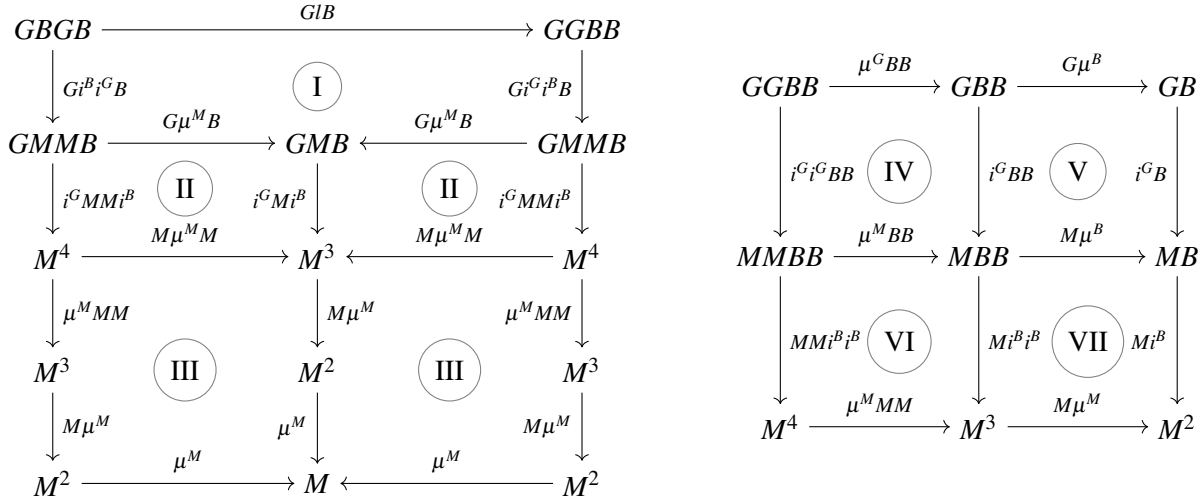 GBGB GlB GGBB
Gi^B i^G B I Gi^G i^B B
GMMB Gμ^M B GMB Gμ^M B GMMB
i^G MMi^B II i^G Mi^B II i^G MMi^B
M^4 Mμ^M M M^3 Mμ^M M M^4
μ^M MM Mμ^M μ^M MM
M^3 III M^2 III M^3
Mμ^M μ^M Mμ^M
M^2 μ^M M μ^M M^2
GGBB μ^G BB GBB Gμ^B GB
i^G i^G BB IV i^G BB V i^G B
MMBB μ^M BB MBB Mμ^B MB
MMi^B i^B VI Mi^B i^B VII Mi^B
M^4 μ^M MM M^3 Mμ^M M^2